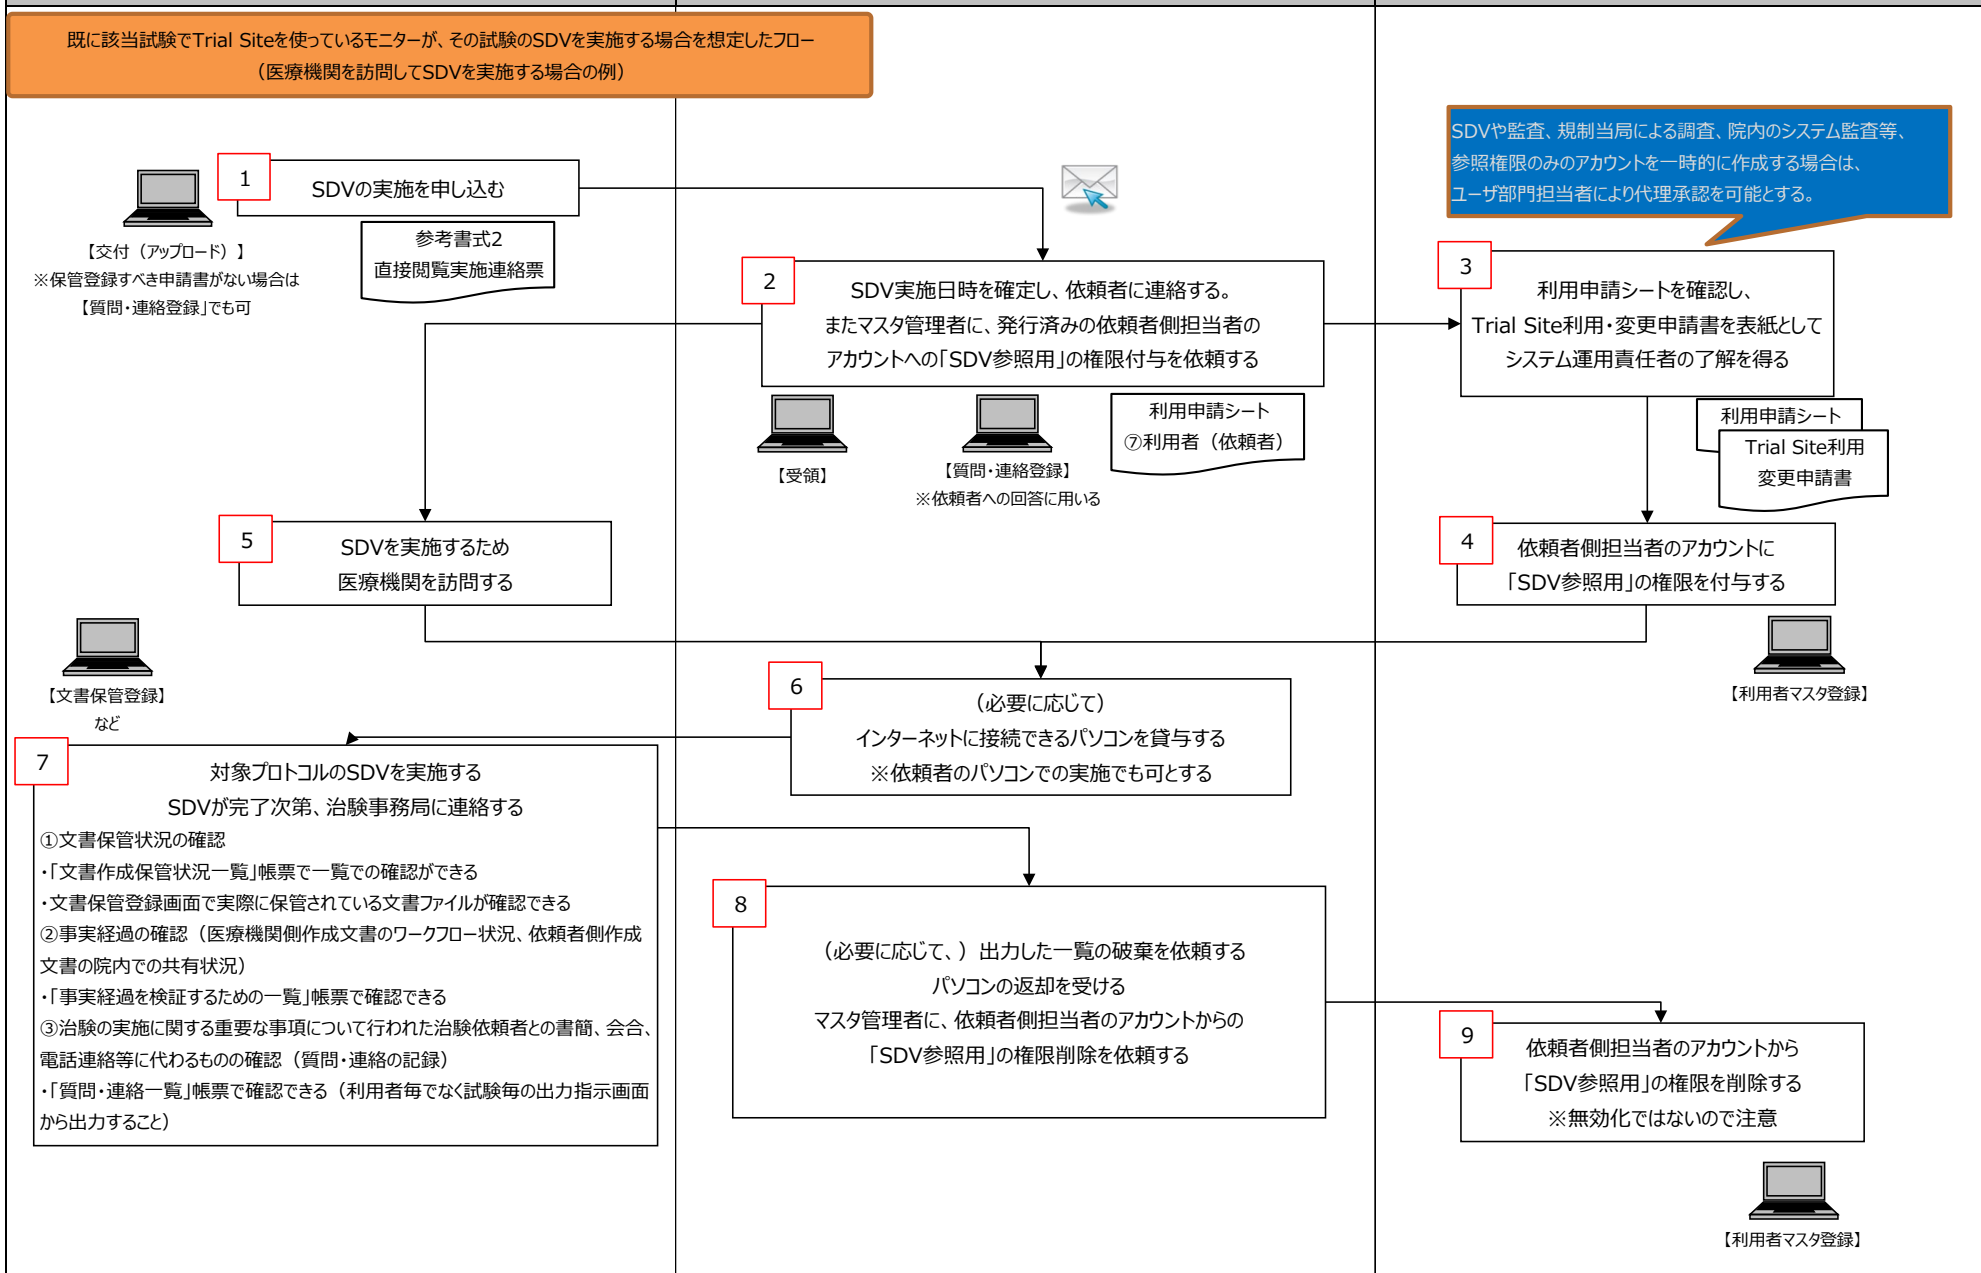 既に該当試験でTrial Siteを使っているモニターが、その試験のSDVを実施する場合を想定したフロー
（医療機関を訪問してSDVを実施する場合の例）
SDVや監査、規制当局による調査、院内のシステム監査等、
参照権限のみのアカウントを一時的に作成する場合は、
ユーザ部門担当者により代理承認を可能とする。
1
SDVの実施を申し込む
【交付（アップロード）】
※保管登録すべき申請書がない場合は
【質問・連絡登録」でも可
参考書式2
直接閲覧実施連絡票
2
SDV実施日時を確定し、依頼者に連絡する。
またマスタ管理者に、発行済みの依頼者側担当者の
アカウントへの「SDV参照用」の権限付与を依頼する
【受領】
【質問・連絡登録】
※依頼者への回答に用いる
利用申請シート
⑦利用者（依頼者）
3
利用申請シートを確認し、
Trial Site利用・変更申請書を表紙として
システム運用責任者の了解を得る
利用申請シート
Trial Site利用
変更申請書
4
依頼者側担当者のアカウントに
「SDV参照用」の権限を付与する
【利用者マスタ登録】
5
SDVを実施するため
医療機関を訪問する
【文書保管登録】
など
6
（必要に応じて）
インターネットに接続できるパソコンを貸与する
※依頼者のパソコンでの実施でも可とする
7
対象プロトコルのSDVを実施する
SDVが完了次第、治験事務局に連絡する
①文書保管状況の確認
・「文書作成保管状況一覧」帳票で一覧での確認ができる
・文書保管登録画面で実際に保管されている文書ファイルが確認できる
②事実経過の確認（医療機関側作成文書のワークフロー状況、依頼者側作成
文書の院内での共有状況）
・「事実経過を検証するための一覧」帳票で確認できる
③治験の実施に関する重要な事項について行われた治験依頼者との書簡、会合、
電話連絡等に代わるものの確認（質問・連絡の記録）
・「質問・連絡一覧」帳票で確認できる（利用者毎でなく試験毎の出力指示画面
から出力すること）
8
（必要に応じて、）出力した一覧の破棄を依頼する
パソコンの返却を受ける
マスタ管理者に、依頼者側担当者のアカウントからの
「SDV参照用」の権限削除を依頼する
9
依頼者側担当者のアカウントから
「SDV参照用」の権限を削除する
※無効化ではないので注意
【利用者マスタ登録】